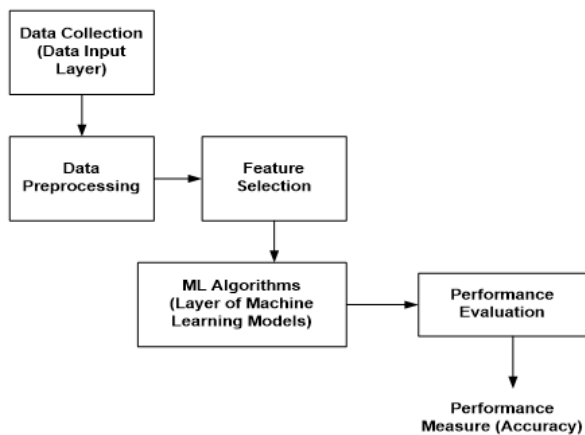 Data Collection
(Data Input
Layer)
Data
Preprocessing
Feature
Selection
ML Algorithms
(Layer of Machine
Learning Models)
Performance
Evaluation
Performance
Measure (Accuracy)